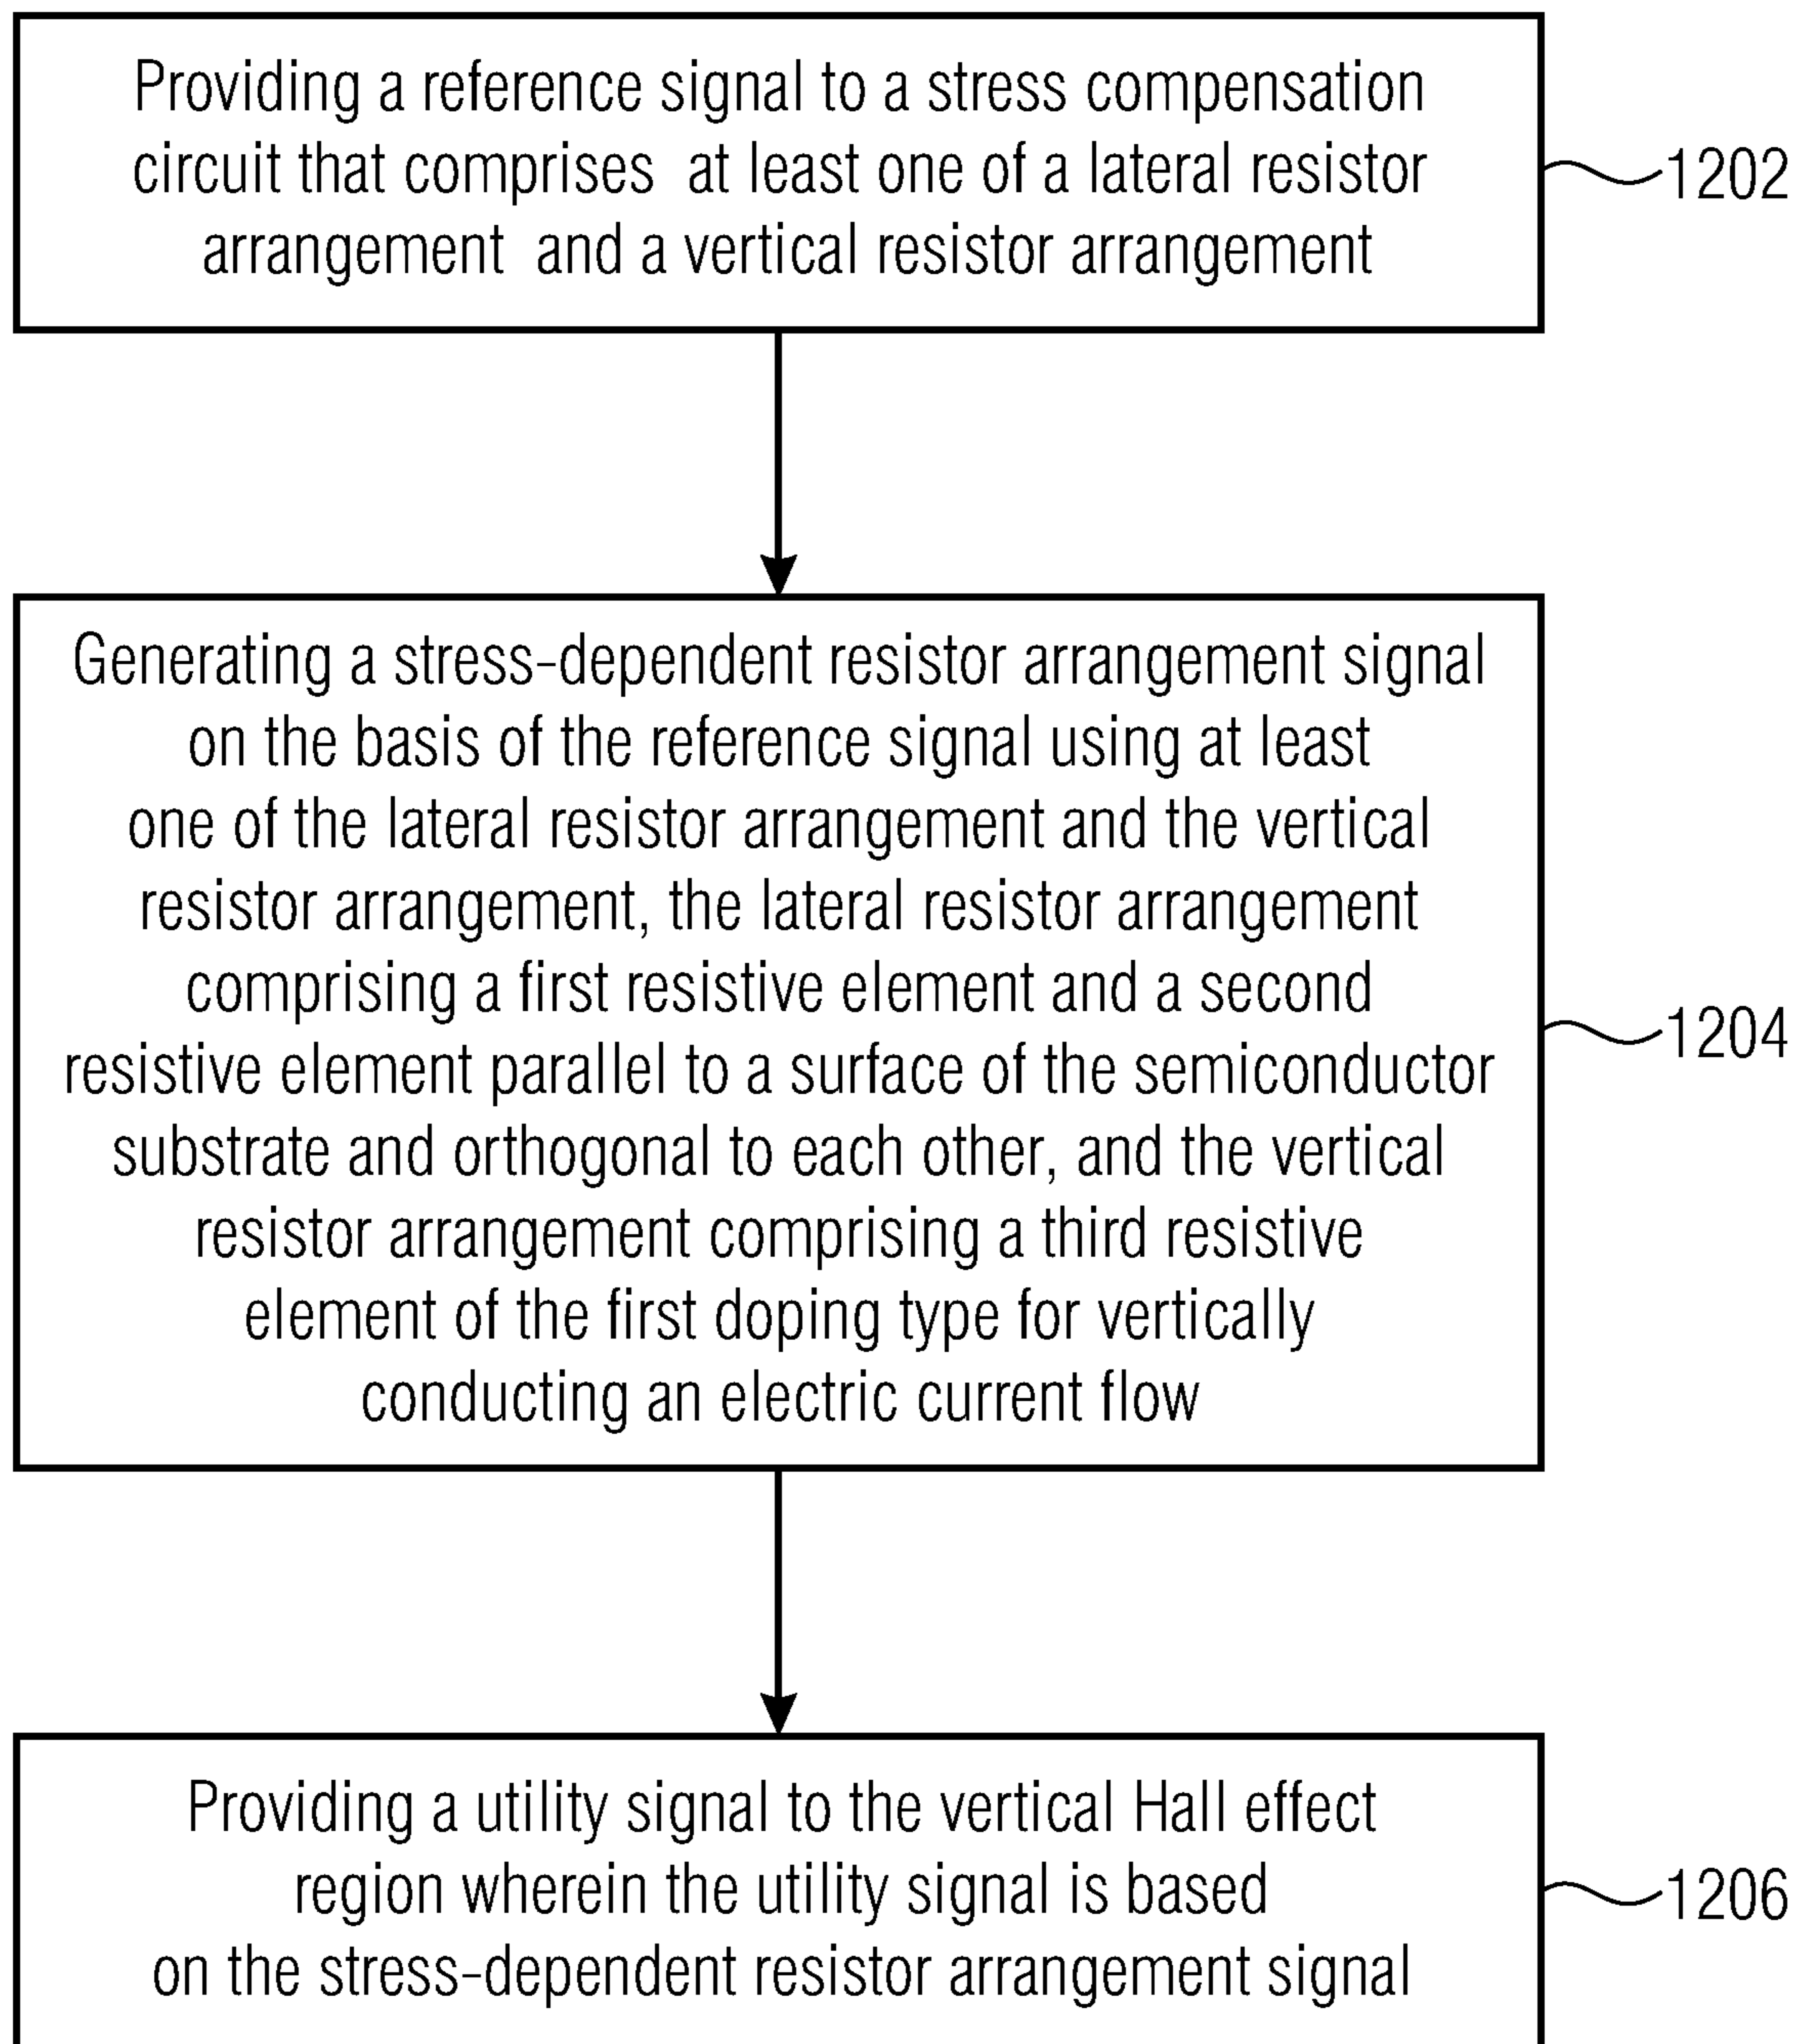 Providing a reference signal to a stress compensation
circuit that comprises at least one of a lateral resistor
arrangement and a vertical resistor arrangement
1202
Generating a stress-dependent resistor arrangement signal
on the basis of the reference signal using at least
one of the lateral resistor arrangement and the vertical
resistor arrangement, the lateral resistor arrangement
comprising a first resistive element and a second
resistive element parallel to a surface of the semiconductor
substrate and orthogonal to each other, and the vertical
resistor arrangement comprising a third resistive
element of the first doping type for vertically
conducting an electric current flow
1204
Providing a utility signal to the vertical Hall effect
region wherein the utility signal is based
on the stress-dependent resistor arrangement signal
1206